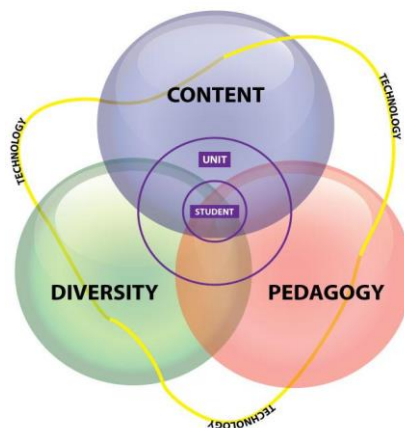 CONTENT
TECHNOLOGY
TECHNOLOGY
UNIT
STUDENT
DIVERSITY
PEDAGOGY
TECHNOLOGY